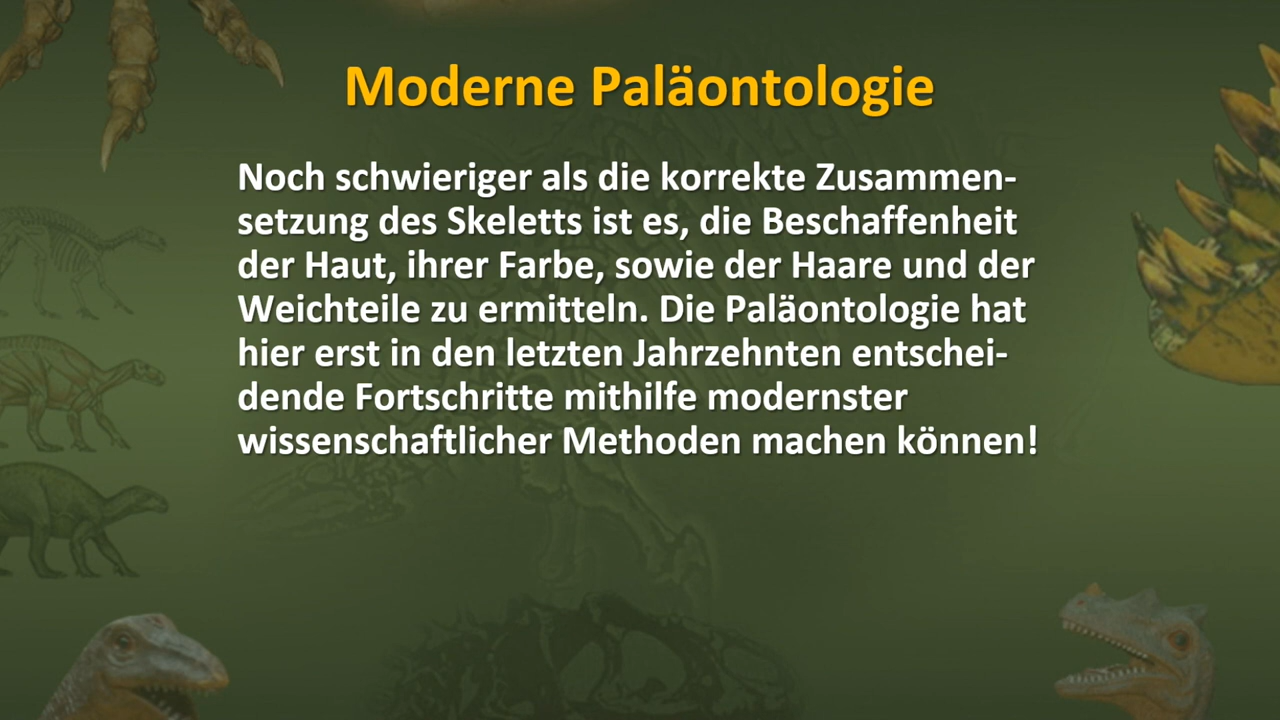 Moderne Paläontologie
Noch schwieriger als die korrekte Zusammen-
setzung des Skeletts ist es, die Beschaffenheit
der Haut, ihrer Farbe, sowie der Haare und der
Weichteile zu ermitteln. Die Paläontologie hat
hier erst in den letzten Jahrzehnten entschei-
dende Fortschritte mithilfe modernster
wissenschaftlicher Methoden machen können!